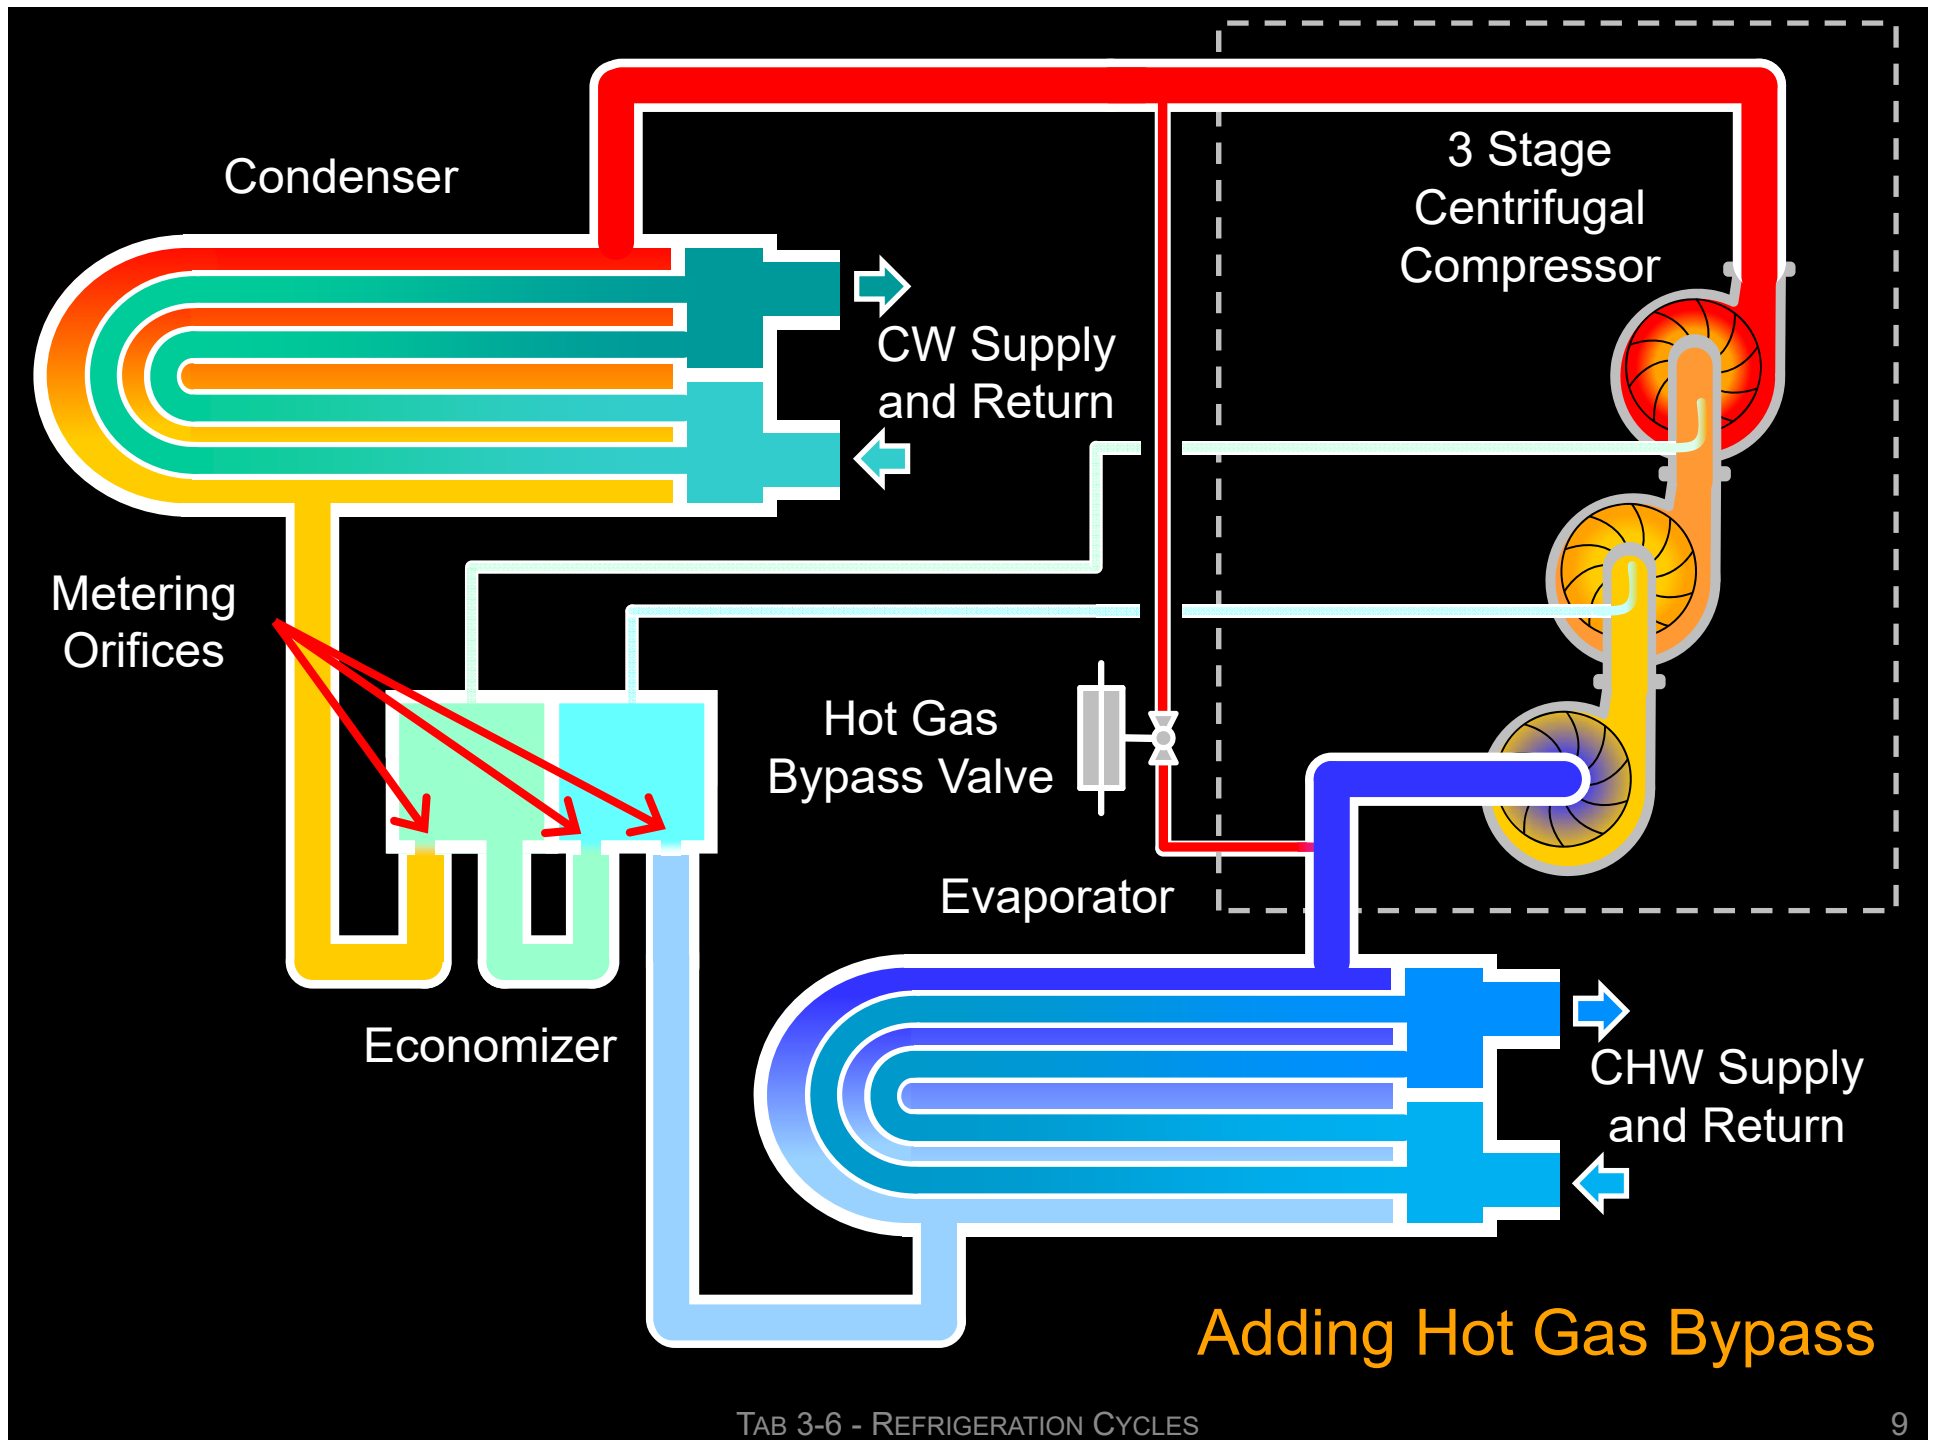 Condenser
3 Stage
Centrifugal
Compressor
CW Supply
and Return
Metering
Orifices
Hot Gas
Bypass Valve
Evaporator
Economizer
CHW Supply
and Return
Adding Hot Gas Bypass
TAB 3-6 - REFRIGERATION CYCLES
9